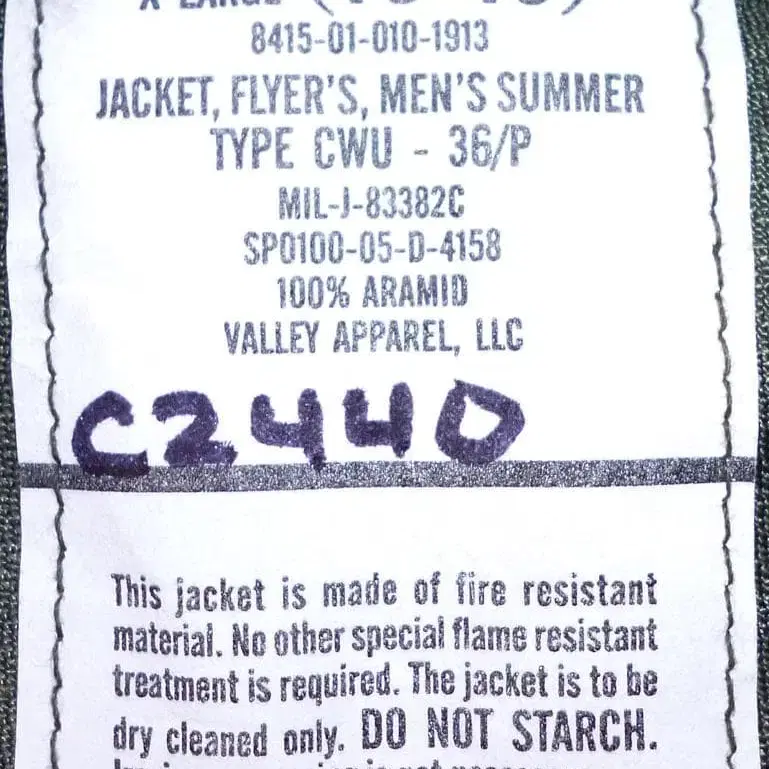 X-LARGE
8415-01-010-1913
JACKET, FLYER'S, MEN'S SUMMER
TYPE CWU - 36/P
MIL-J-83382C
SP0100-05-D-4158
100% ARAMID
VALLEY APPAREL, LLC
C2440
This jacket is made of fire resistant
material. No other special flame resistant
treatment is required. The jacket is to be
dry cleaned only. DO NOT STARCH.